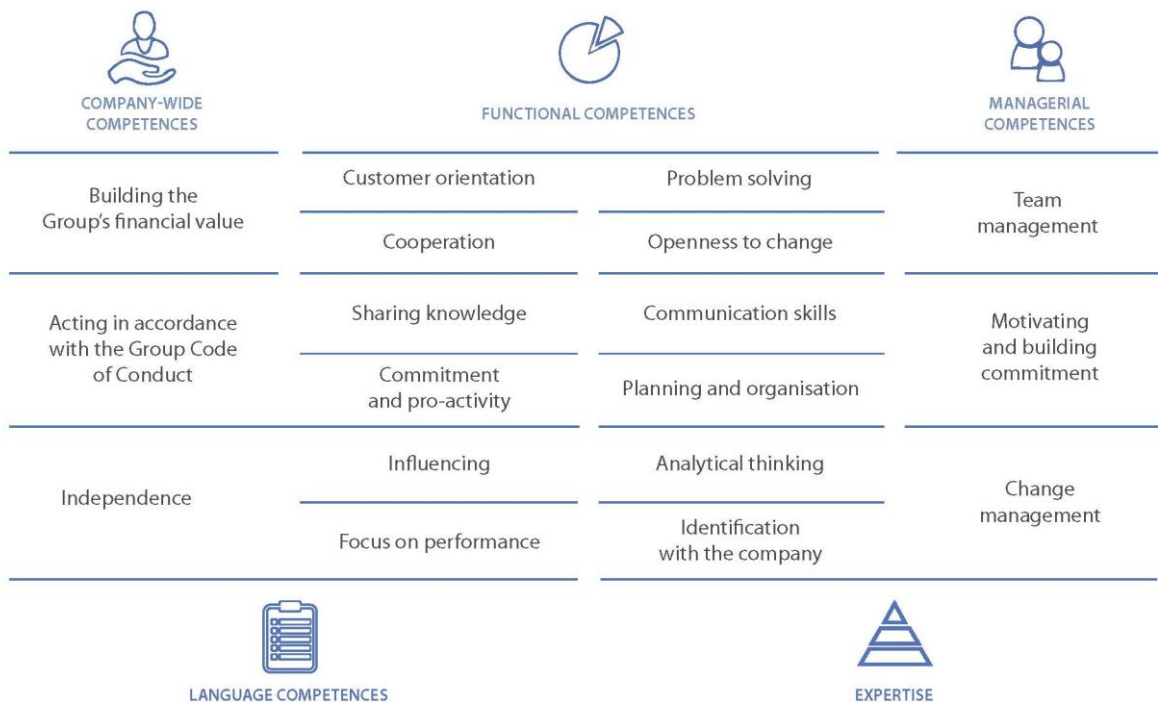 COMPANY-WIDE
COMPETENCES
FUNCTIONAL COMPETENCES
MANAGERIAL
COMPETENCES
Building the
Group's financial value
Customer orientation
Problem solving
Team
management
Cooperation
Openness to change
Acting in accordance
with the Group Code
of Conduct
Sharing knowledge
Communication skills
Motivating
and building
commitment
Commitment
and pro-activity
Planning and organisation
Independence
Influencing
Analytical thinking
Change
management
Focus on performance
Identification
with the company
LANGUAGE COMPETENCES
EXPERTISE